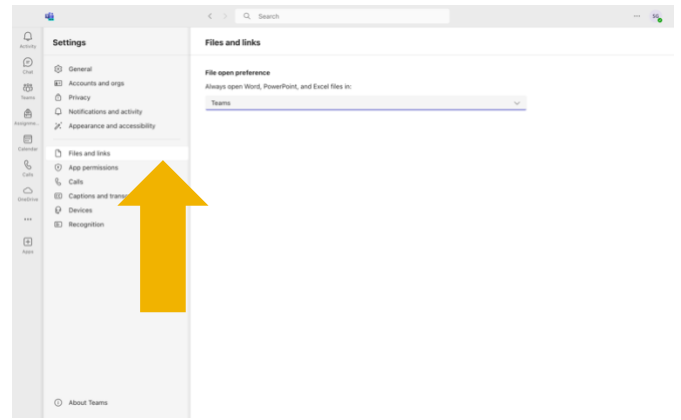 Search
SG
Activity
Chat
Teams
Assignme...
Calendar
Calls
OneDrive
Apps
Settings
General
Accounts and orgs
Privacy
Notifications and activity
Appearance and accessibility
Files and links
App permissions
Calls
Captions and
Devices
Recognition
About Teams
Files and links
File open preference
Always open Word, PowerPoint, and Excel files in:
Teams